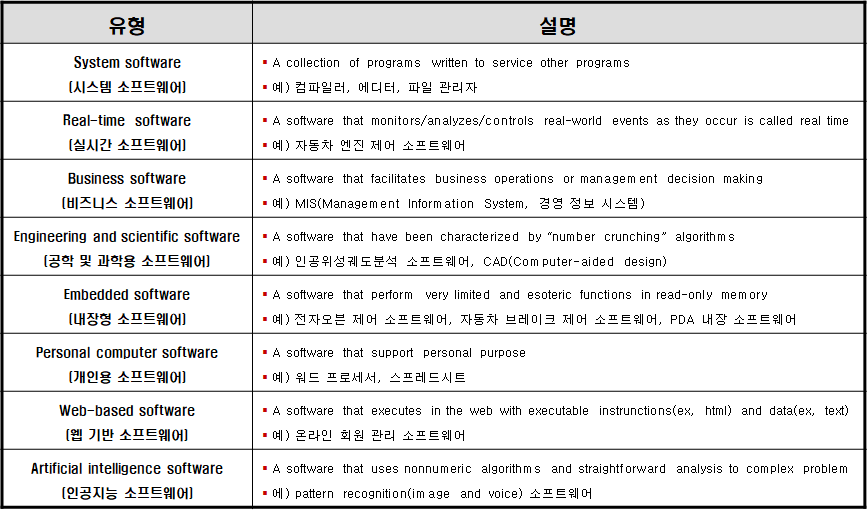 유형
설명
System software
(시스템 소프트웨어)
▪ A collection of programs written to service other programs
▪ 예) 컴파일러, 에디터, 파일 관리자
Real-time software
(실시간 소프트웨어)
▪ A software that monitors/analyzes/controls real-world events as they occur is called real time
▪ 예) 자동차 엔진 제어 소프트웨어
Business software
(비즈니스 소프트웨어)
▪ A software that facilitates business operations or management decision making
▪ 예) MIS(Management Information System, 경영 정보 시스템)
Engineering and scientific software
(공학 및 과학용 소프트웨어)
▪ A software that have been characterized by “number crunching” algorithms
▪ 예) 인공위성궤도분석 소프트웨어, CAD(Computer-aided design)
Embedded software
(내장형 소프트웨어)
▪ A software that perform very limited and esoteric functions in read-only memory
▪ 예) 전자오븐 제어 소프트웨어, 자동차 브레이크 제어 소프트웨어, PDA 내장 소프트웨어
Personal computer software
(개인용 소프트웨어)
▪ A software that support personal purpose
▪ 예) 워드 프로세서, 스프레드시트
Web-based software
(웹 기반 소프트웨어)
▪ A software that executes in the web with executable instrunctions(ex, html) and data(ex, text)
▪ 예) 온라인 회원 관리 소프트웨어
Artificial intelligence software
(인공지능 소프트웨어)
▪ A software that uses nonnumeric algorithms and straightforward analysis to complex problem
▪ 에) pattern recognition(image and voice) 소프트웨어